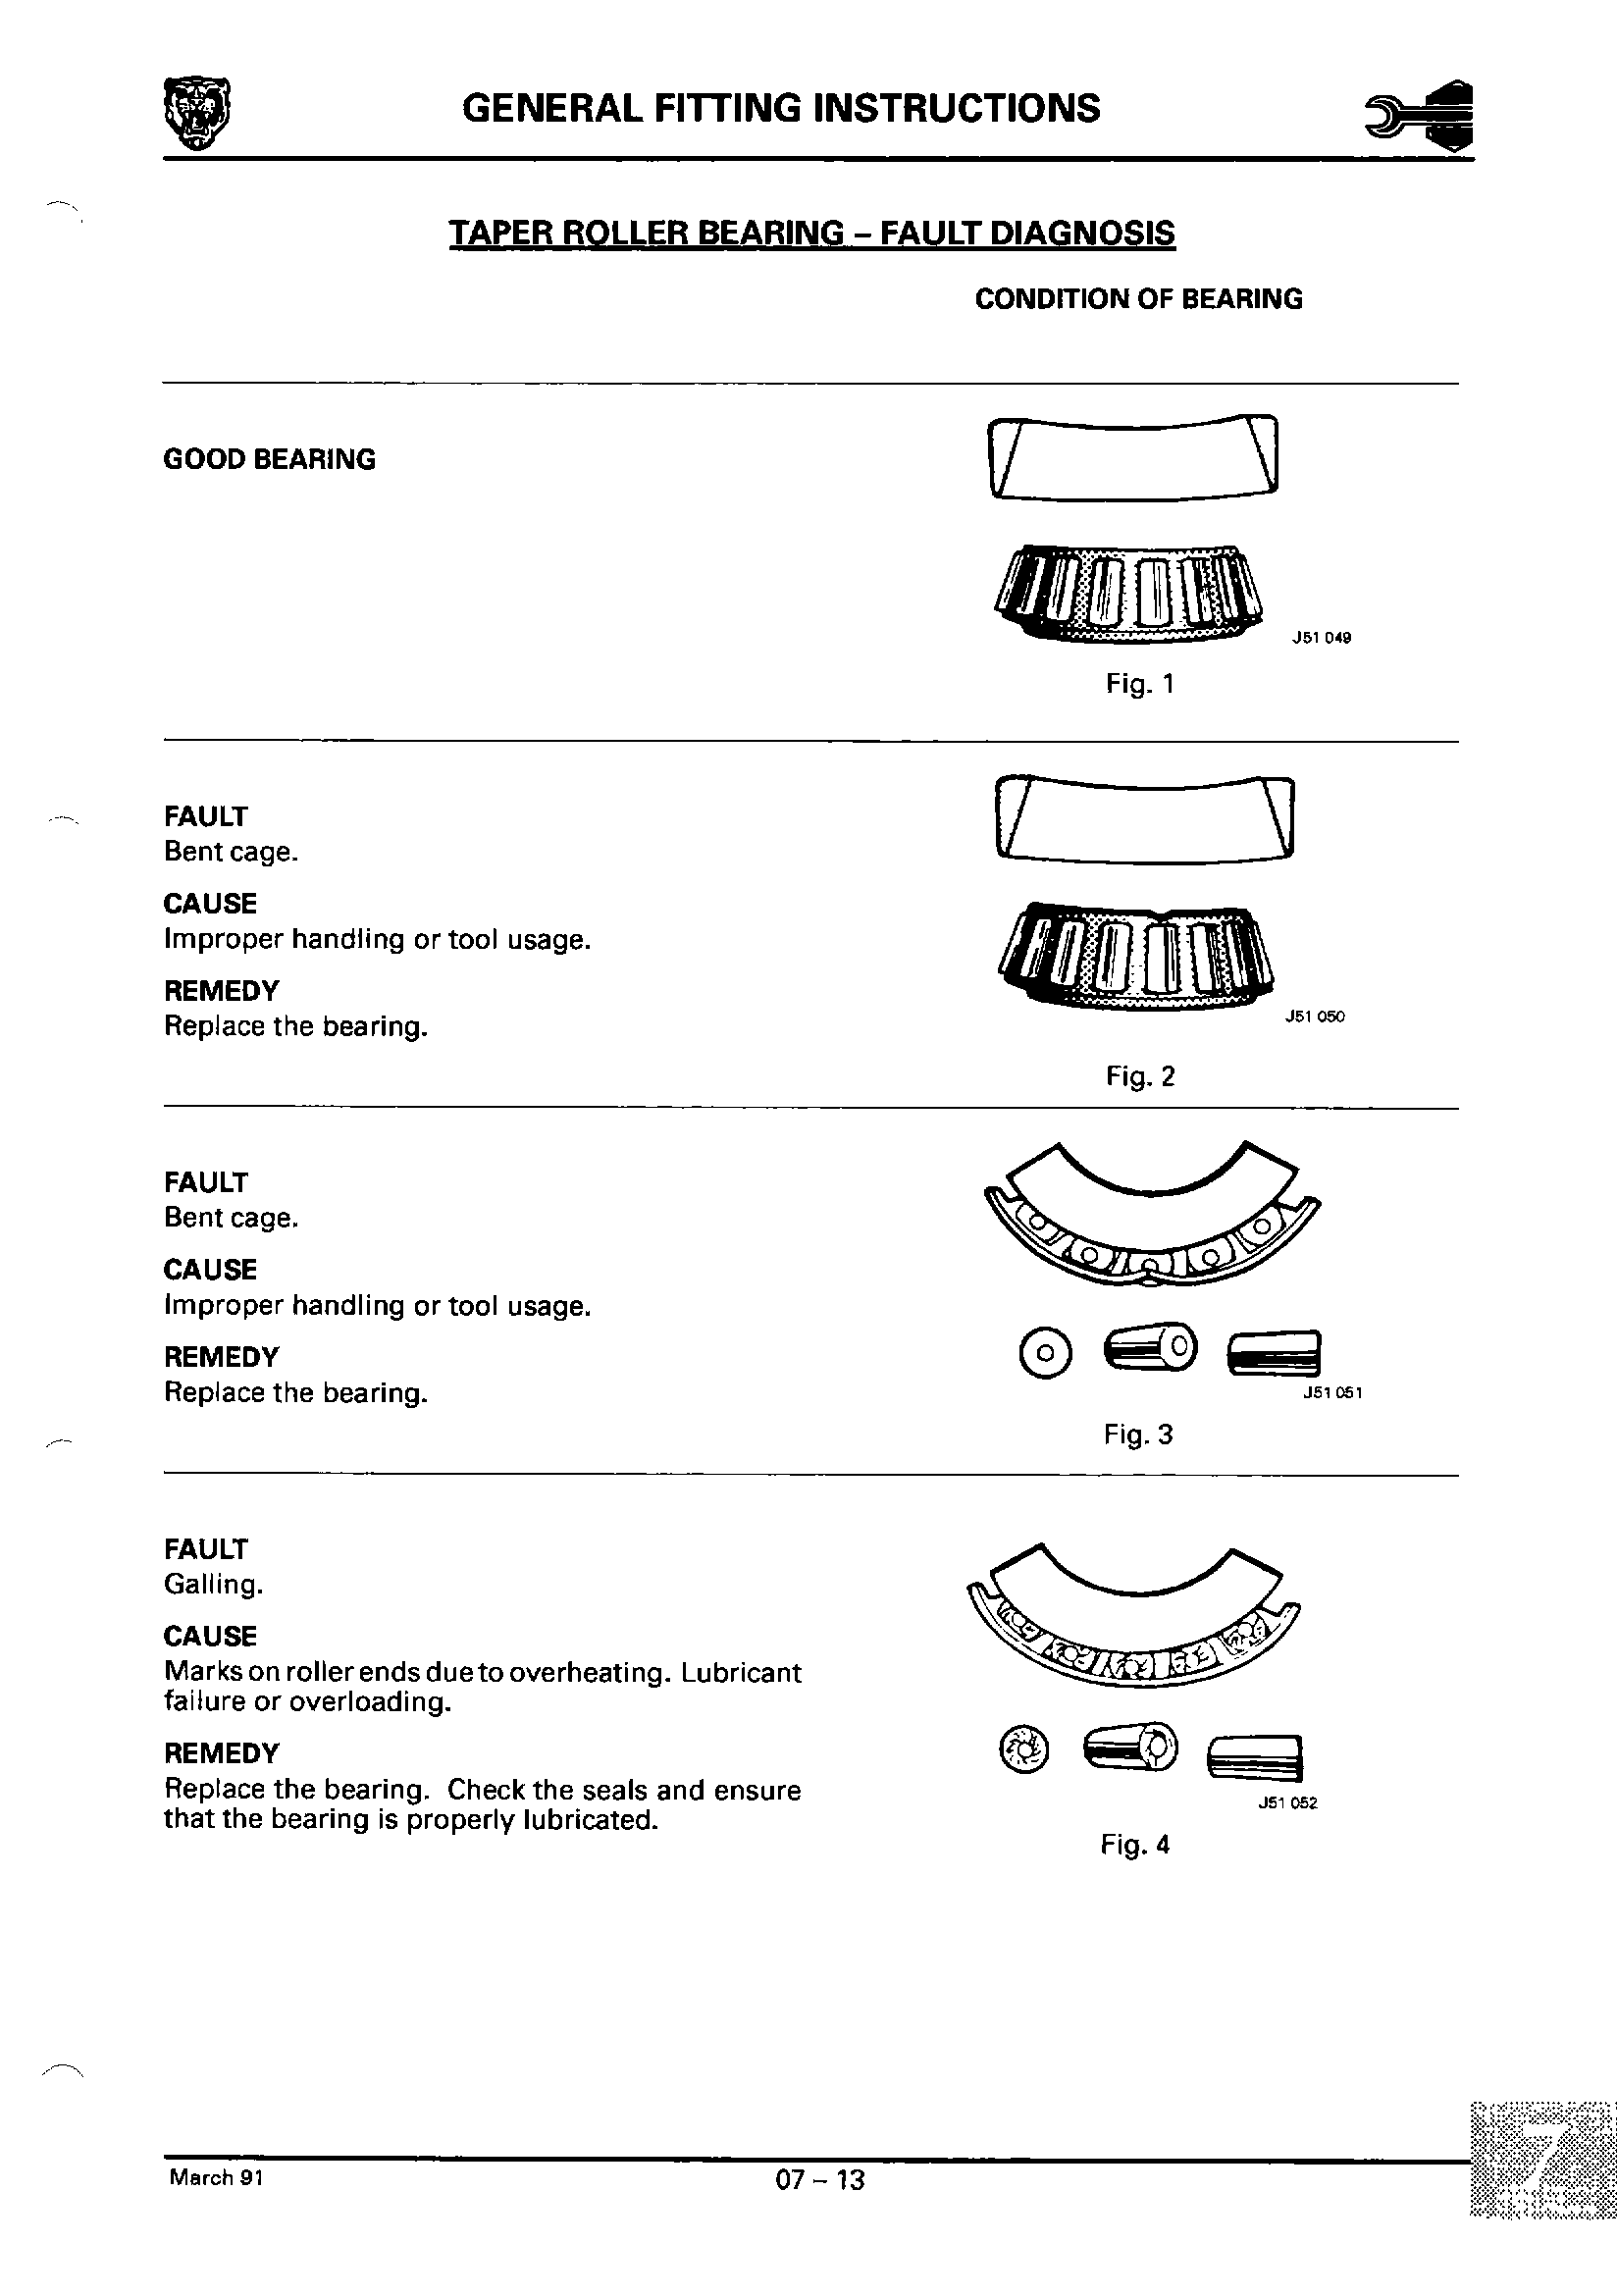 GENERAL FITTING INSTRUCTIONS
TAPER ROLLER BEARING – FAULT DIAGNOSIS
CONDITION OF BEARING
GOOD BEARING
J51 049
Fig. 1
FAULT
Bent cage.
CAUSE
Improper handling or tool usage.
REMEDY
Replace the bearing.
J51 050
Fig. 2
FAULT
Bent cage.
CAUSE
Improper handling or tool usage.
REMEDY
Replace the bearing.
J51 051
Fig. 3
FAULT
Galling.
CAUSE
Marks on roller ends due to overheating. Lubricant
failure or overloading.
REMEDY
Replace the bearing. Check the seals and ensure
that the bearing is properly lubricated.
J51 052
Fig. 4
7
March 91
07 – 13